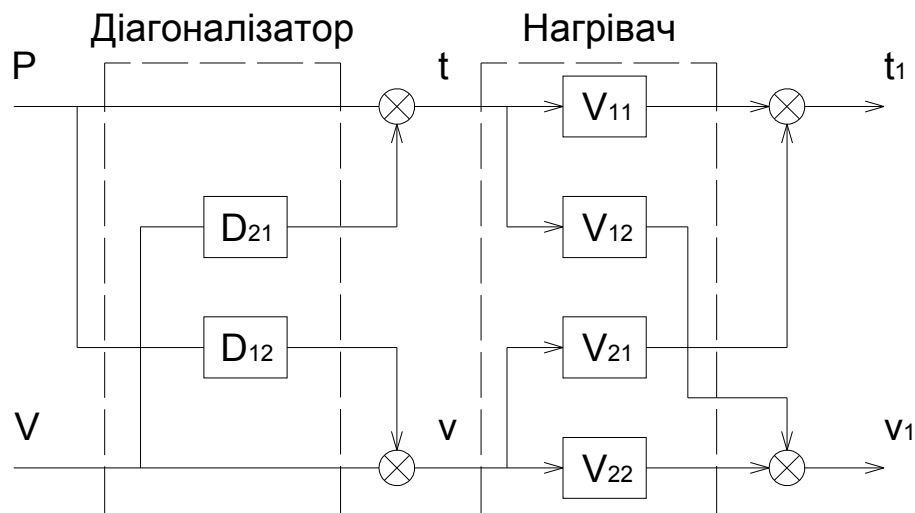 Діагоналізатор Нагрівач
P t t1
V11
D21 V12
D12 V21
V v v1
V22